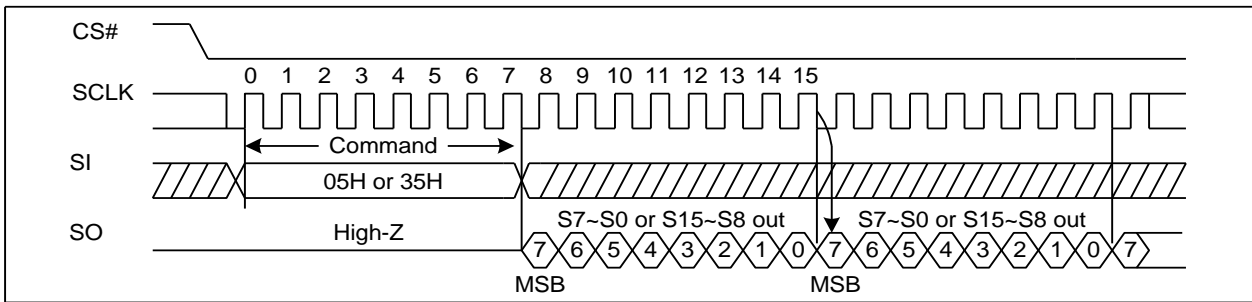 CS#
0 1 2 3 4 5 6 7 8 9 10 11 12 13 14 15
SCLK
Command
SI
05H or 35H
S7~S0 or S15~S8 out S7~S0 or S15~S8 out
SO
High-Z
7 6 5 4 3 2 1 0 7 6 5 4 3 2 1 0 7
MSB MSB